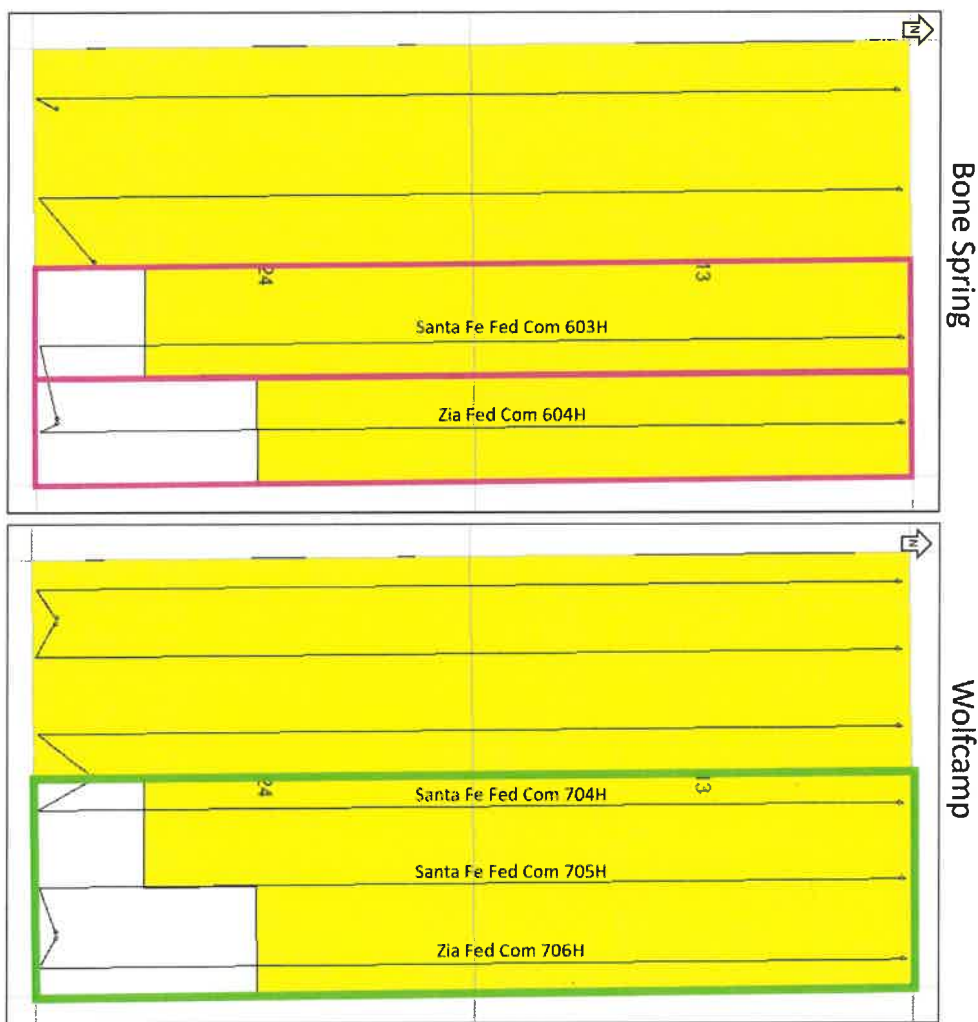 N
Bone Spring
24
13
Santa Fe Fed Com 603H
Zia Fed Com 604H
N
Wolfcamp
24
13
Santa Fe Fed Com 704H
Santa Fe Fed Com 705H
Zia Fed Com 706H